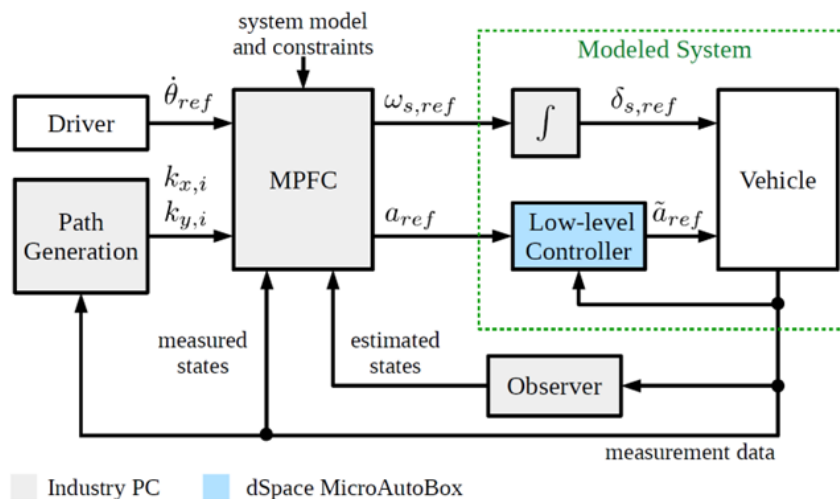 system model
and constraints
Modeled System
Driver
θ̇_ref
MPFC
ω_s,ref
∫
δ_s,ref
Vehicle
Path
Generation
k_x,i
k_y,i
a_ref
Low-level
Controller
ã_ref
measured
states
estimated
states
Observer
measurement data
Industry PC
dSpace MicroAutoBox